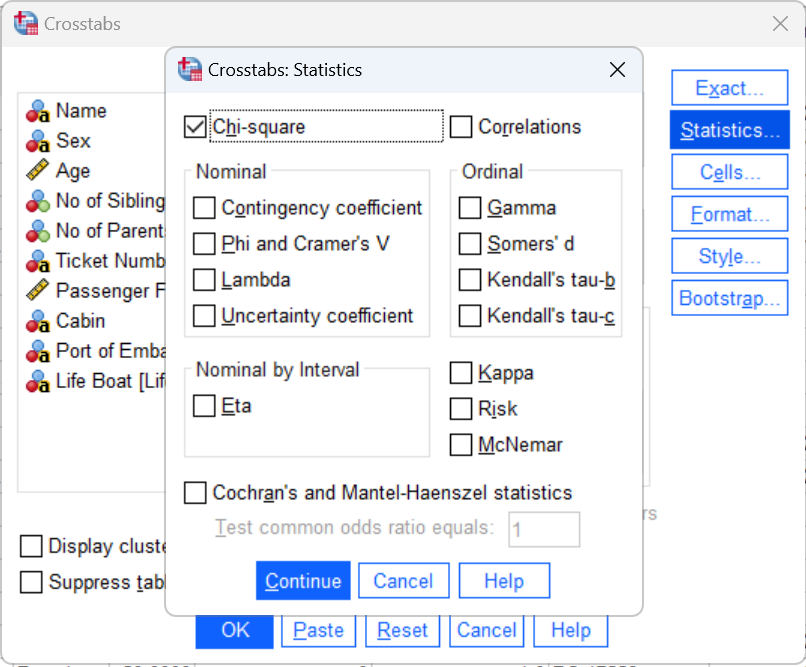 Crosstabs
Crosstabs: Statistics
Name
Sex
Age
No of Sibling
No of Parent
Ticket Numb
Passenger F
Cabin
Port of Emba
Life Boat [Lif
Chi-square
Correlations
Nominal
Contingency coefficient
Phi and Cramer's V
Lambda
Uncertainty coefficient
Ordinal
Gamma
Somers' d
Kendall's tau-b
Kendall's tau-c
Nominal by Interval
Eta
Kappa
Risk
McNemar
Cochran's and Mantel-Haenszel statistics
Test common odds ratio equals: 1
Continue Cancel Help
Exact...
Statistics...
Cells...
Format...
Style...
Bootstrap...
rs
Display cluste
Suppress tabl
OK Paste Reset Cancel Help